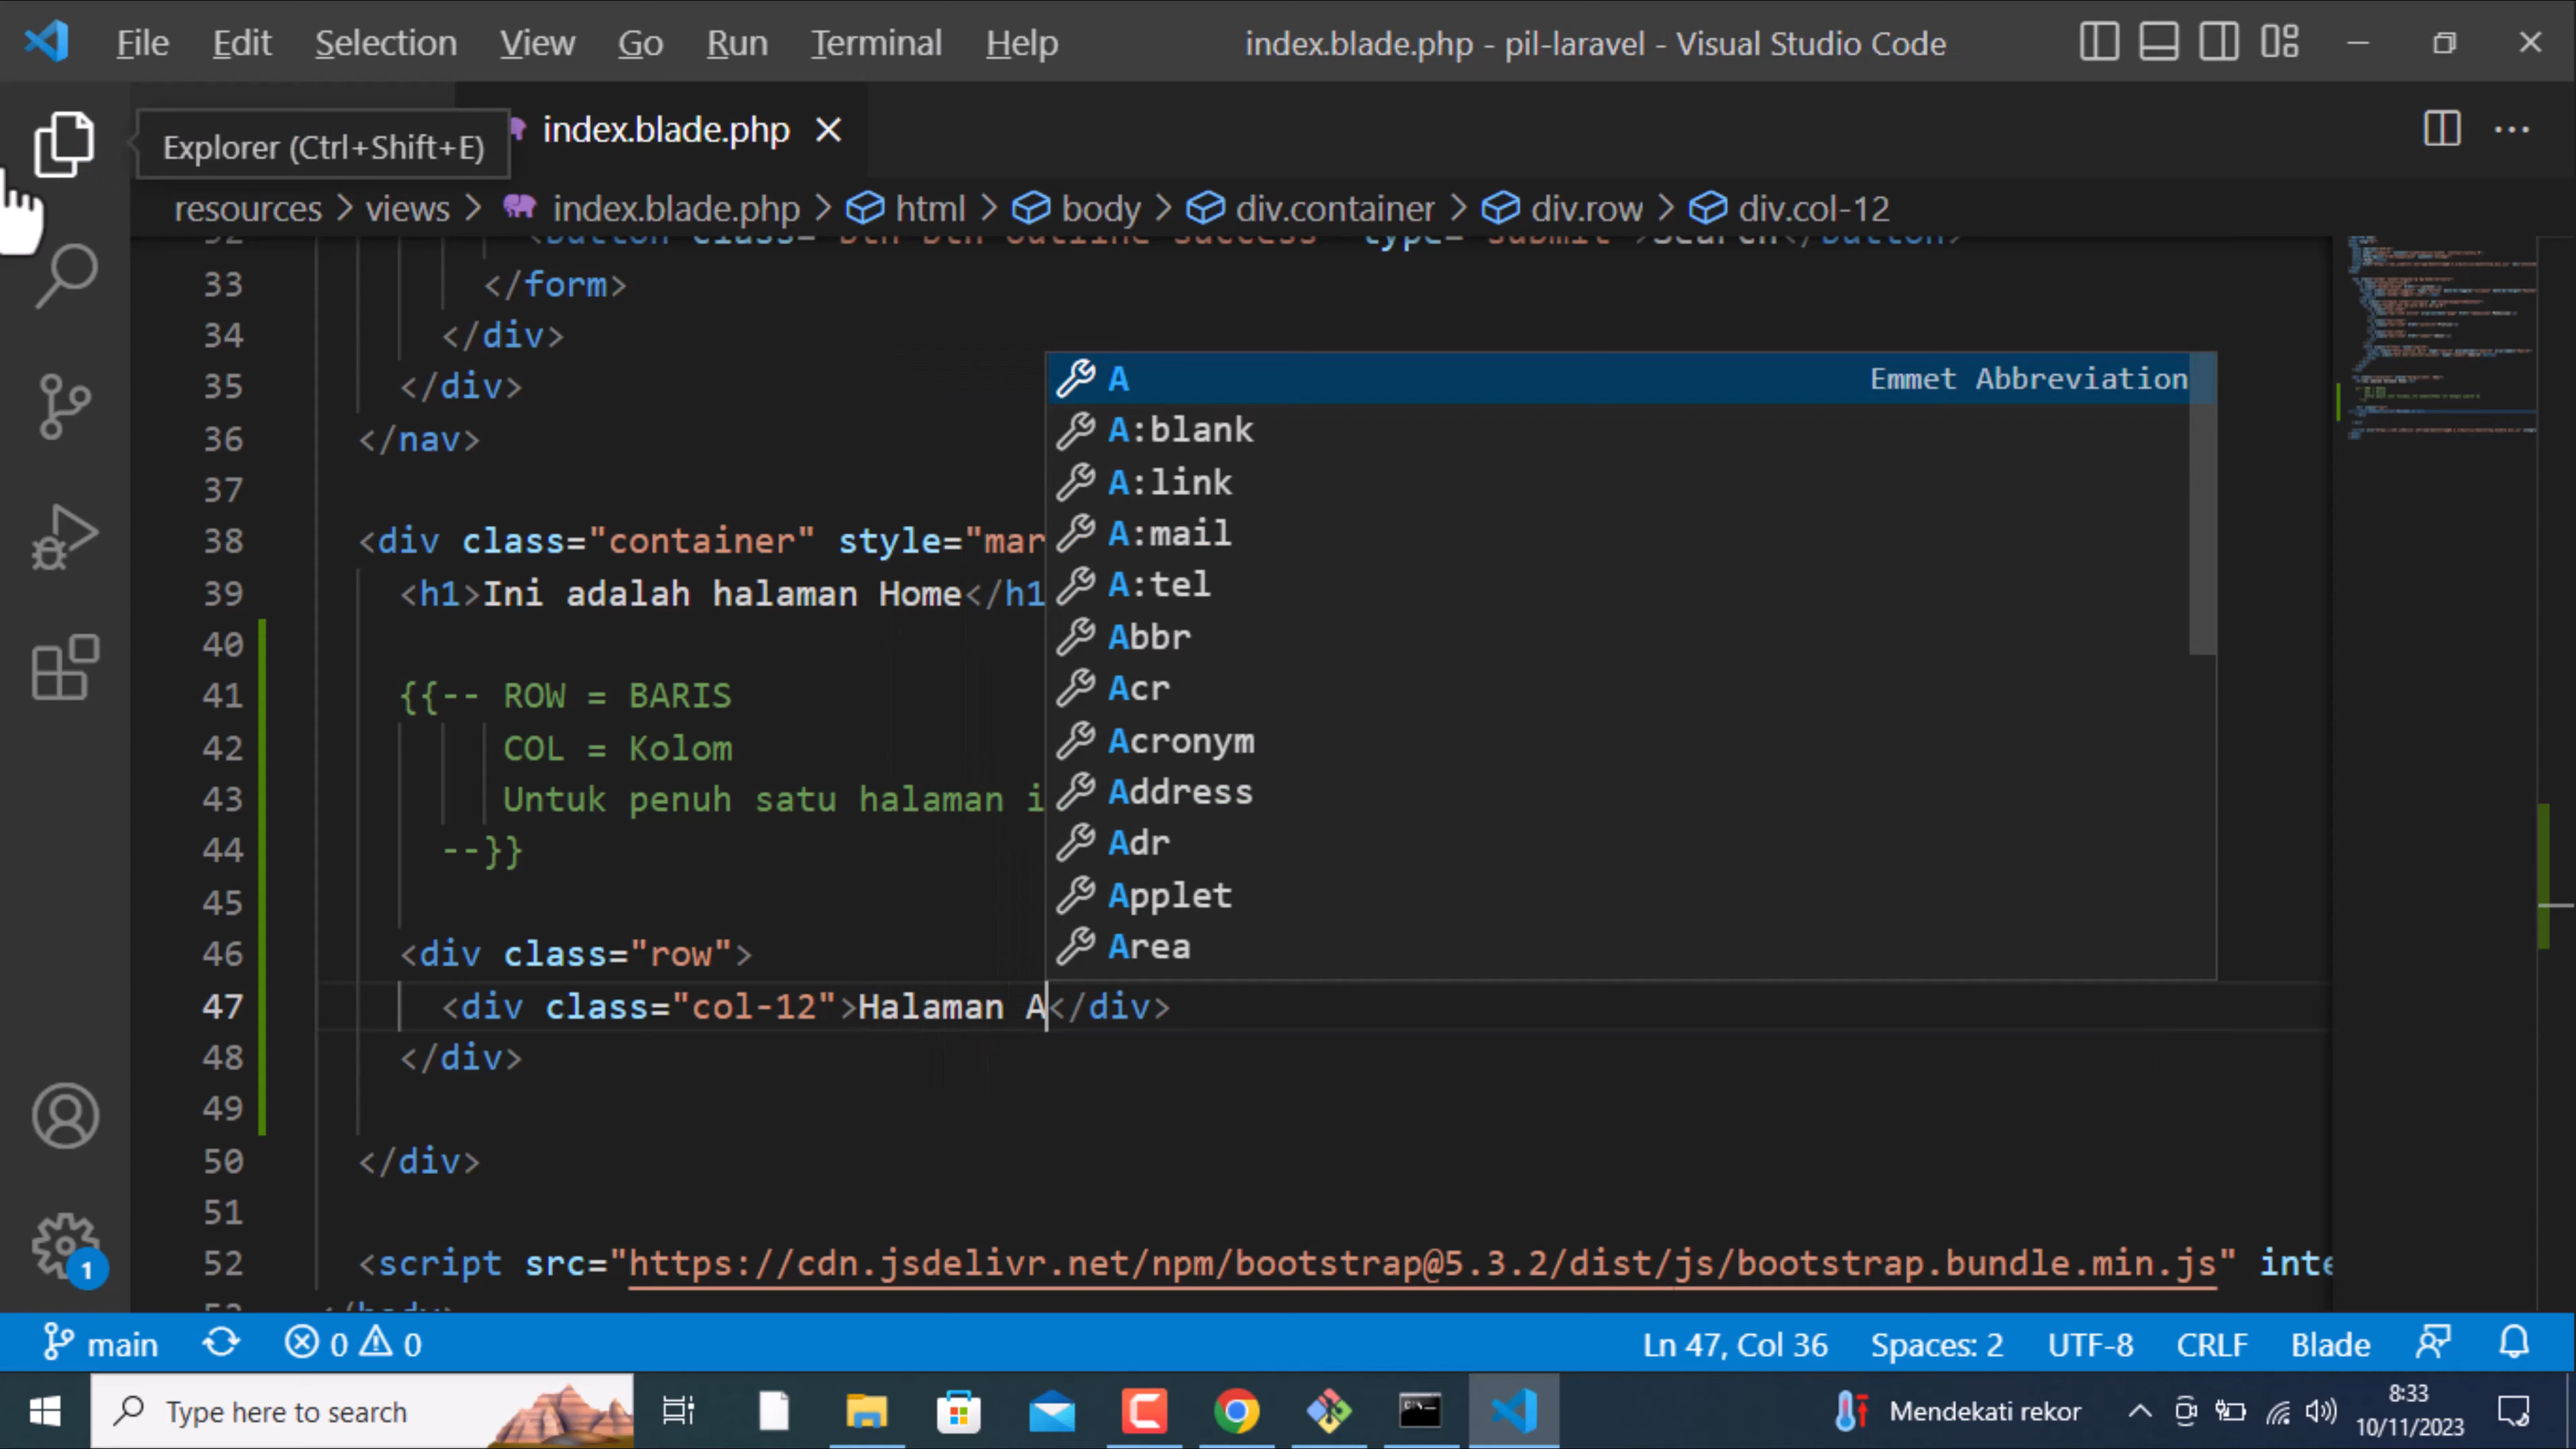 File Edit Selection View Go Run Terminal Help index.blade.php - pil-laravel - Visual Studio Code
Explorer (Ctrl+Shift+E) index.blade.php
resources > views > index.blade.php > html > body > div.container > div.row > div.col-12
33 </form>
34 </div>
35 </div>
36 </nav>
37
38 <div class="container" style="mar
39 <h1>Ini adalah halaman Home</h1
40
41 {{-- ROW = BARIS
42 COL = Kolom
43 Untuk penuh satu halaman i
44 --}}
45
46 <div class="row">
47 <div class="col-12">Halaman A</div>
48 </div>
49
50 </div>
51
52 <script src="https://cdn.jsdelivr.net/npm/bootstrap@5.3.2/dist/js/bootstrap.bundle.min.js" inte
A Emmet Abbreviation
A:blank
A:link
A:mail
A:tel
Abbr
Acr
Acronym
Address
Adr
Applet
Area
1
main 0 0 Ln 47, Col 36 Spaces: 2 UTF-8 CRLF Blade
Type here to search Mendekati rekor 8:33
10/11/2023